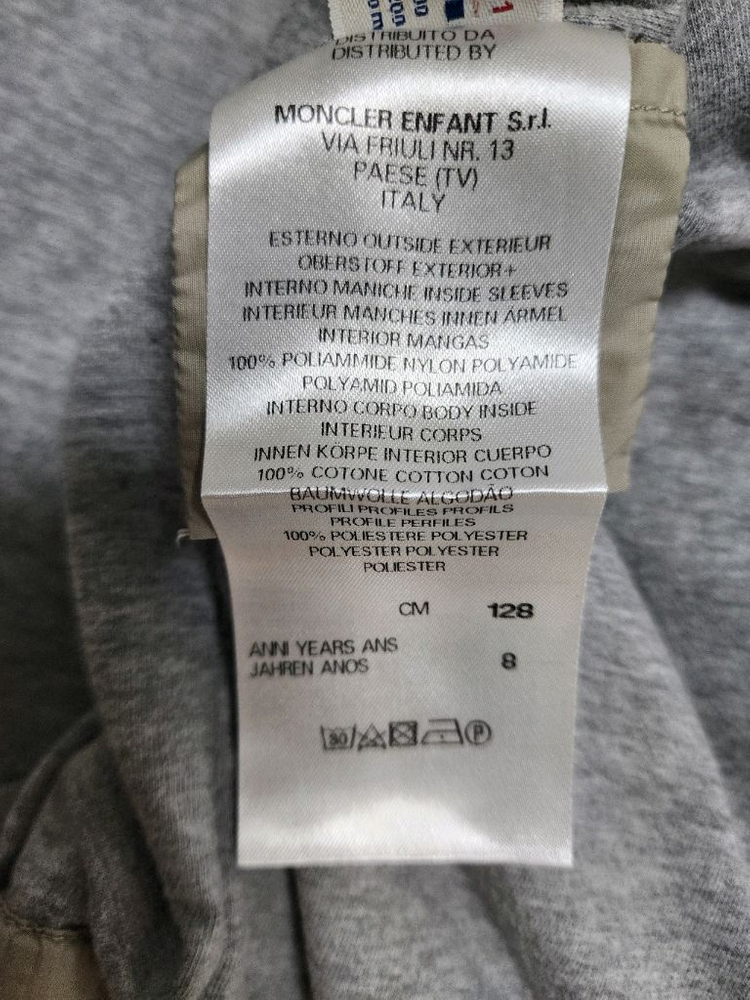 DISTRIBUITO DA
DISTRIBUTED BY
MONCLER ENFANT S.r.l.
VIA FRIULI NR. 13
PAESE (TV)
ITALY
ESTERNO OUTSIDE EXTERIEUR
OBERSTOFF EXTERIOR+
INTERNO MANICHE INSIDE SLEEVES
INTERIEUR MANCHES INNEN ÄRMEL
INTERIOR MANGAS
100% POLIAMMIDE NYLON POLYAMIDE
POLYAMID POLIAMIDA
INTERNO CORPO BODY INSIDE
INTERIEUR CORPS
INNEN KÖRPE INTERIOR CUERPO
100% COTONE COTTON COTON
BAUMWOLLE ALGODÃO
PROFILI PROFILES PROFILS
PROFILE PERFILES
100% POLIESTERE POLYESTER
POLYESTER POLYESTER
POLIESTER
CM 128
ANNI YEARS ANS
JAHREN ANOS 8
30 P